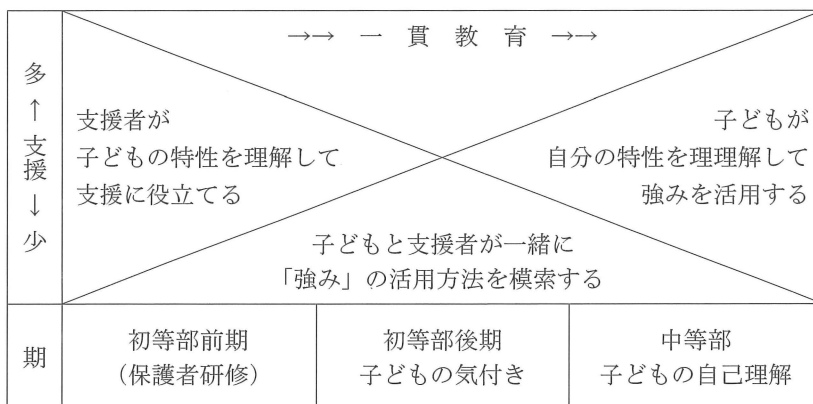 →→ 一 貫 教 育 →→
多
↑
支
援
↓
少
支援者が
子どもの特性を理解して
支援に役立てる
子どもが
自分の特性を理理解して
強みを活用する
子どもと支援者が一緒に
「強み」の活用方法を模索する
期
初等部前期
(保護者研修)
初等部後期
子どもの気付き
中等部
子どもの自己理解